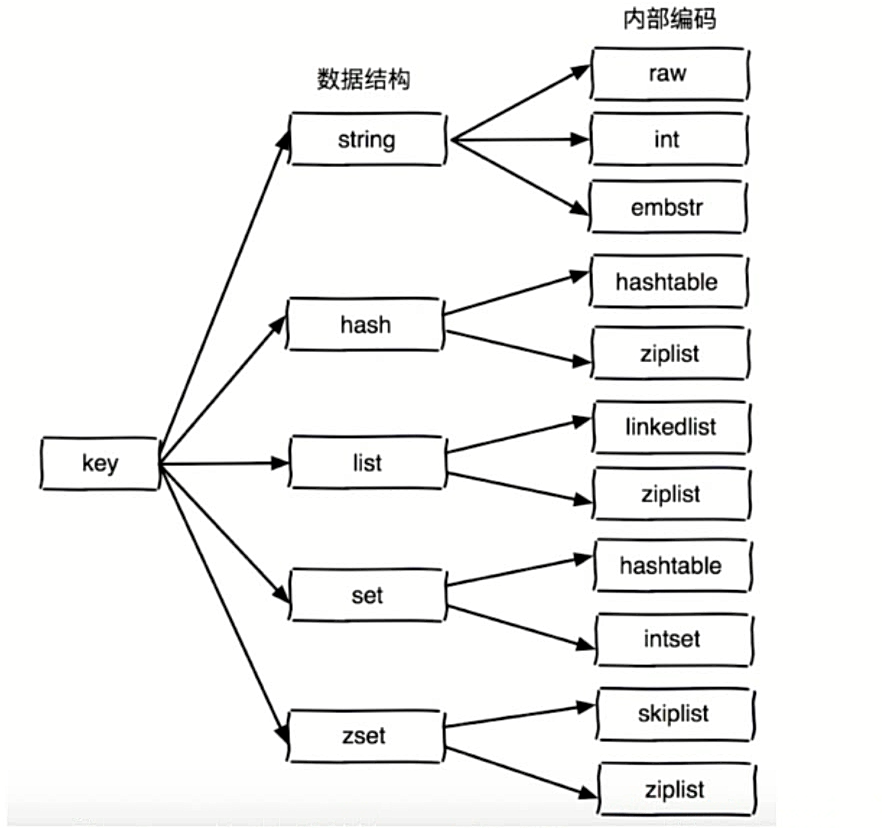 内部编码
数据结构
raw
string
int
embstr
hashtable
hash
ziplist
linkedlist
key
list
ziplist
hashtable
set
intset
skiplist
zset
ziplist